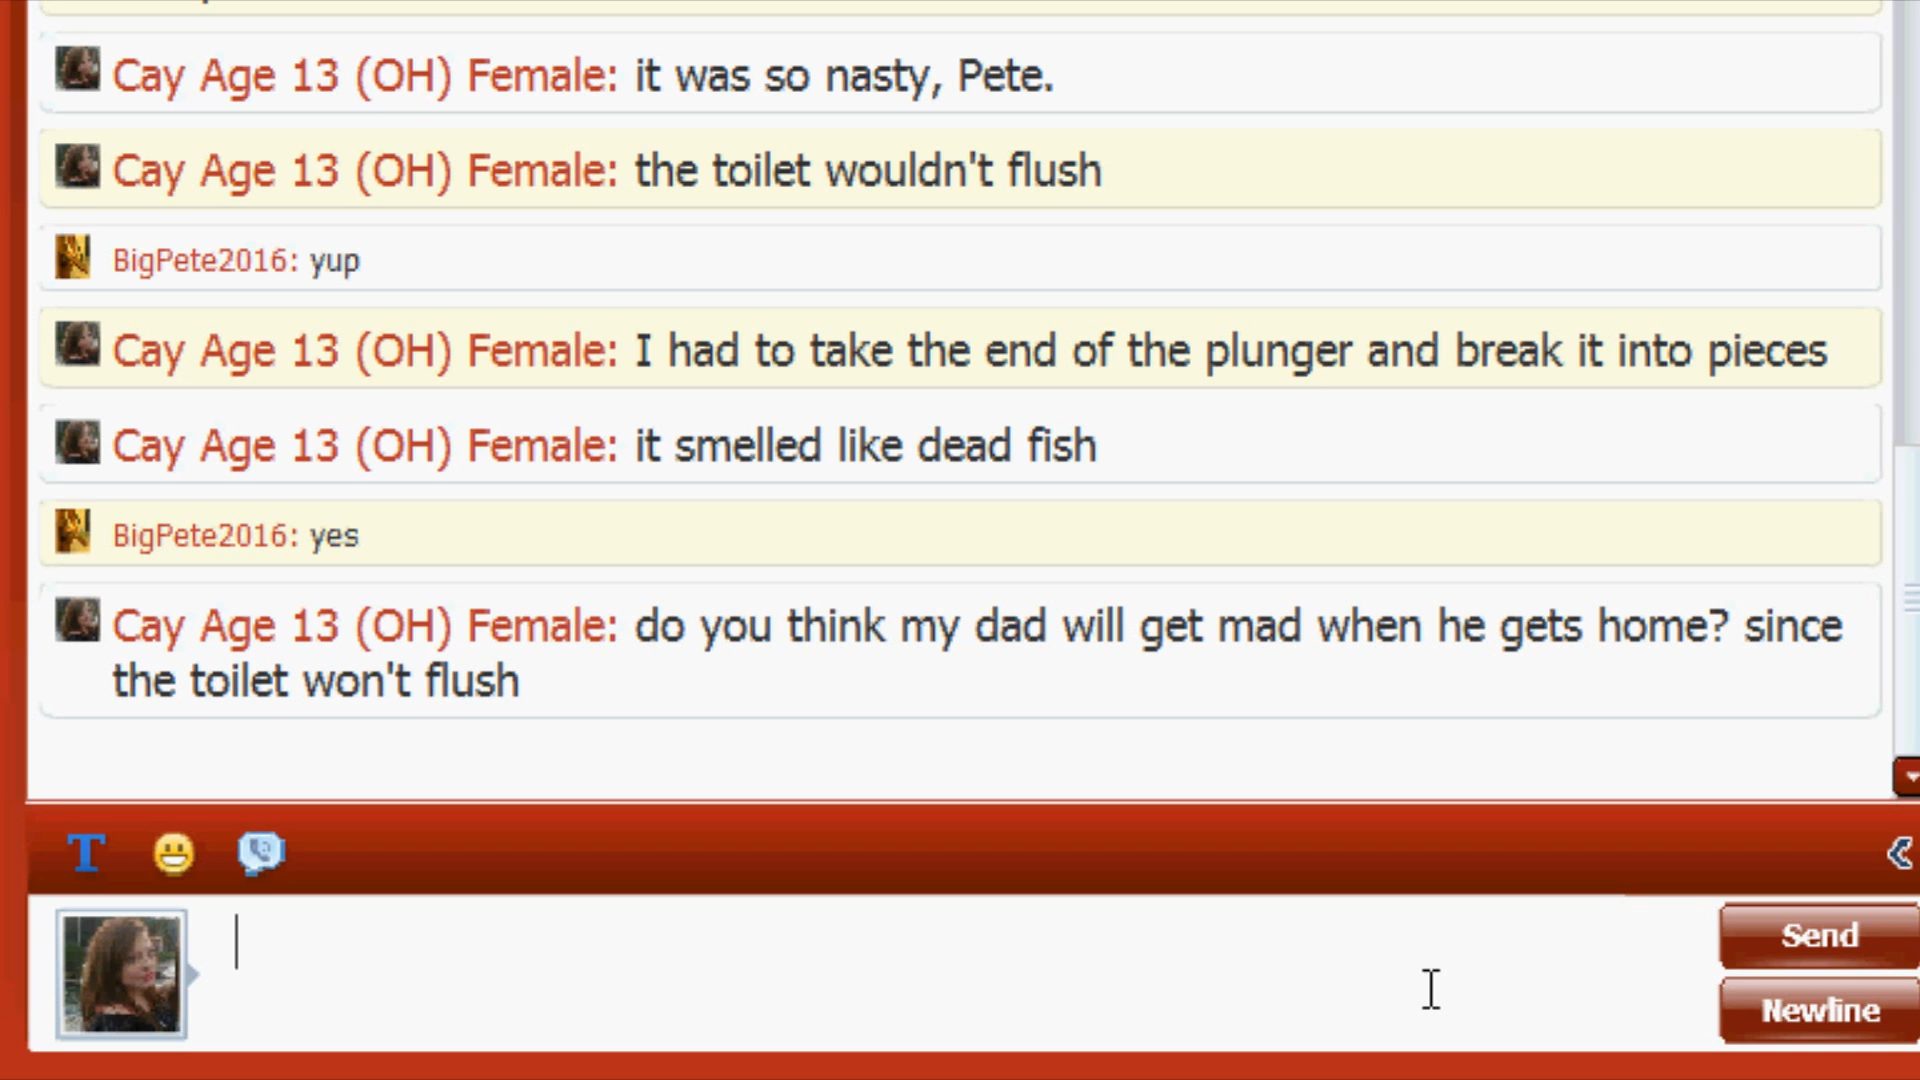 Cay Age 13 (OH) Female: it was so nasty, Pete.
Cay Age 13 (OH) Female: the toilet wouldn't flush
BigPete2016: yup
Cay Age 13 (OH) Female: I had to take the end of the plunger and break it into pieces
Cay Age 13 (OH) Female: it smelled like dead fish
BigPete2016: yes
Cay Age 13 (OH) Female: do you think my dad will get mad when he gets home? since
the toilet won't flush
T
Send
Newline